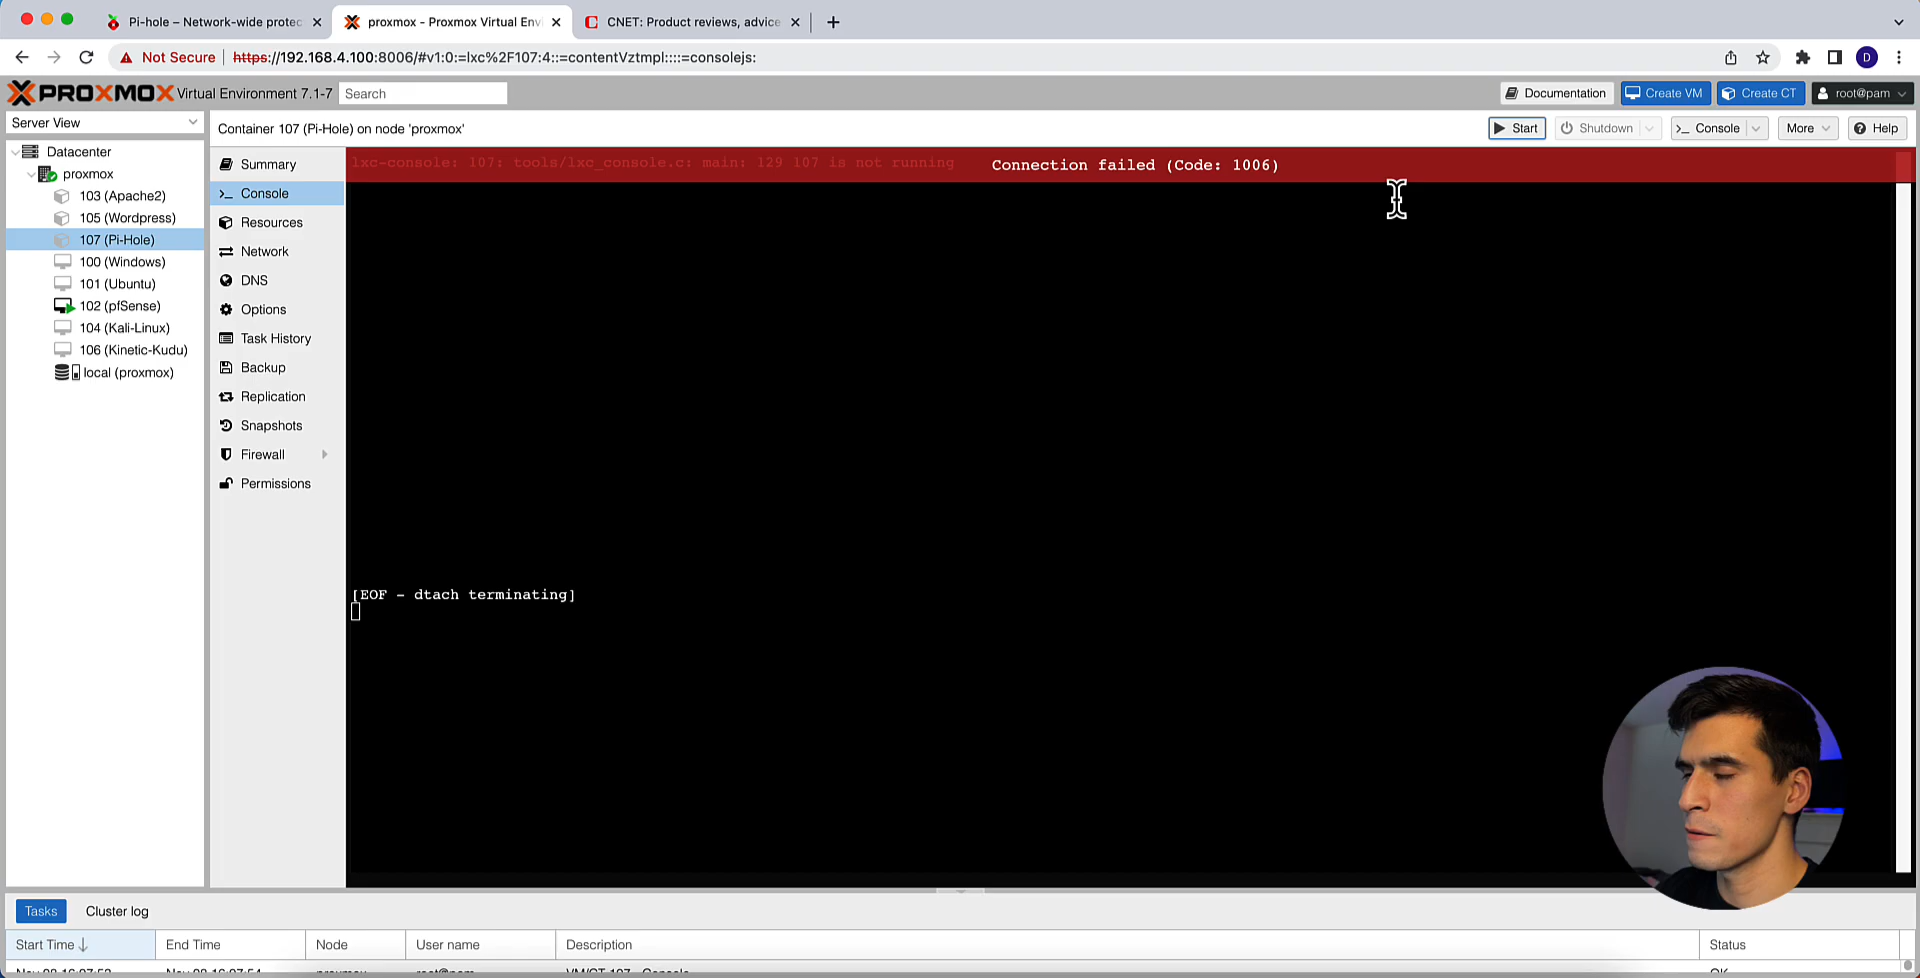 Pi-hole – Network-wide protec
proxmox - Proxmox Virtual Envi
CNET: Product reviews, advice
Not Secure
https://192.168.4.100:8006/#v1:0:=lxc%2F107:4::=contentVztmpl::::=consolejs:
D
PROXMOX Virtual Environment 7.1-7
Search
Documentation
Create VM
Create CT
root@pam
Server View
Container 107 (Pi-Hole) on node 'proxmox'
Start
Shutdown
Console
More
Help
Datacenter
proxmox
103 (Apache2)
105 (Wordpress)
107 (Pi-Hole)
100 (Windows)
101 (Ubuntu)
102 (pfSense)
104 (Kali-Linux)
106 (Kinetic-Kudu)
local (proxmox)
Summary
Console
Resources
Network
DNS
Options
Task History
Backup
Replication
Snapshots
Firewall
Permissions
lxc-console: 107: tools/lxc_console.c: main: 129 107 is not running
Connection failed (Code: 1006)
[EOF - dtach terminating]
Tasks
Cluster log
Start Time
End Time
Node
User name
Description
Status